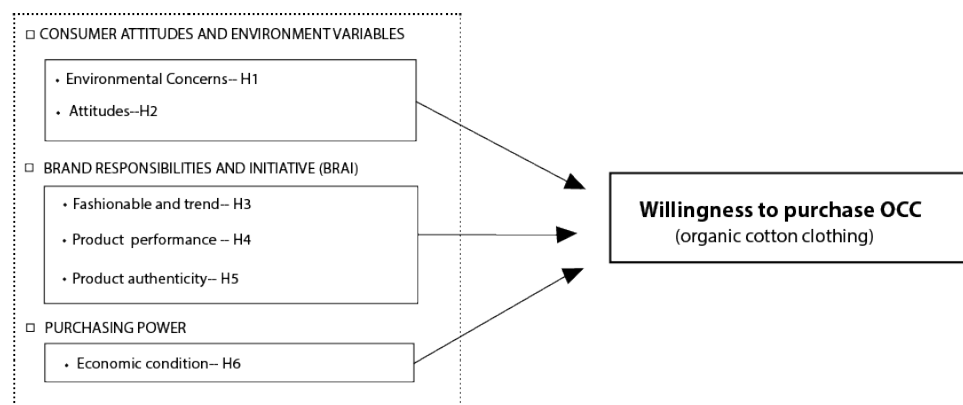 CONSUMER ATTITUDES AND ENVIRONMENT VARIABLES
• Environmental Concerns-- H1
• Attitudes--H2
BRAND RESPONSIBILITIES AND INITIATIVE (BRAI)
• Fashionable and trend-- H3
• Product performance -- H4
• Product authenticity-- H5
PURCHASING POWER
• Economic condition-- H6
Willingness to purchase OCC
(organic cotton clothing)